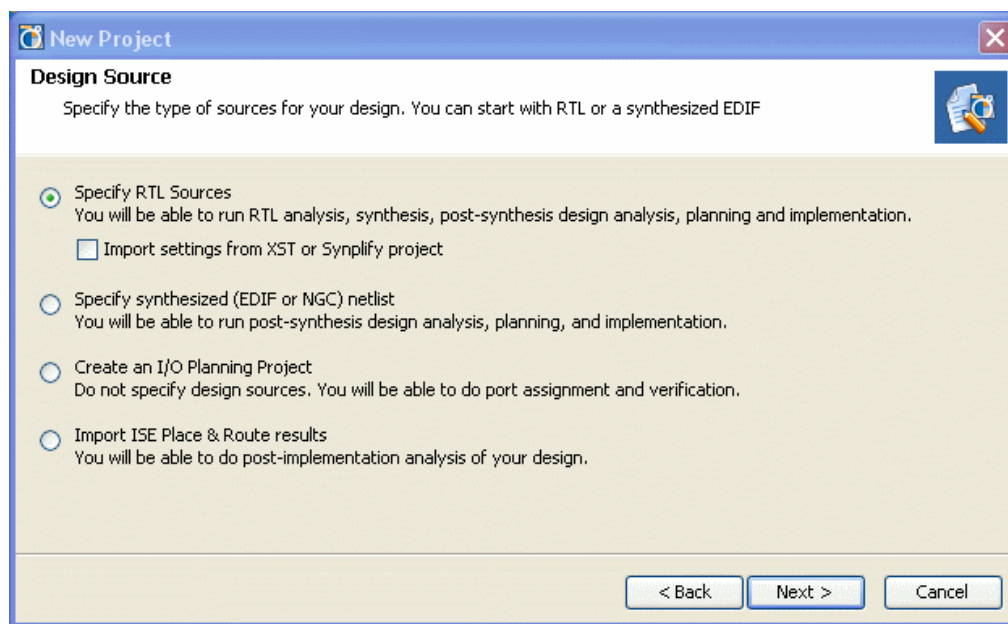 New Project
Design Source
Specify the type of sources for your design. You can start with RTL or a synthesized EDIF
Specify RTL Sources
You will be able to run RTL analysis, synthesis, post-synthesis design analysis, planning and implementation.
Import settings from XST or Synplify project
Specify synthesized (EDIF or NGC) netlist
You will be able to run post-synthesis design analysis, planning, and implementation.
Create an I/O Planning Project
Do not specify design sources. You will be able to do port assignment and verification.
Import ISE Place & Route results
You will be able to do post-implementation analysis of your design.
< Back
Next >
Cancel